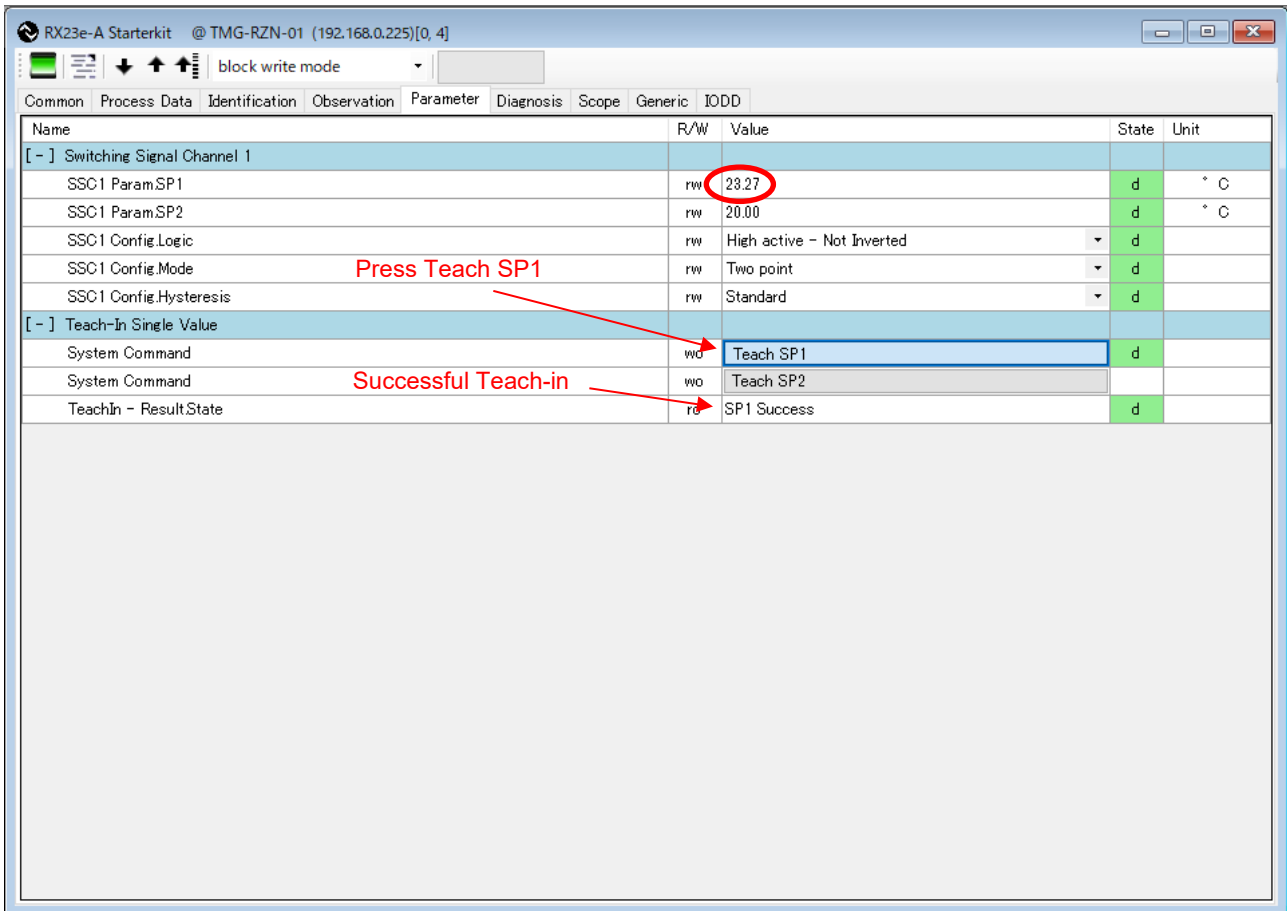 RX23e-A Starterkit @ TMG-RZN-01 (192.168.0.225)[0, 4]
block write mode
Common Process Data Identification Observation Parameter Diagnosis Scope Generic IODD
Name R/W Value State Unit
[ - ] Switching Signal Channel 1
SSC1 Param.SP1 rw 23.27 d ° C
SSC1 Param.SP2 rw 20.00 d ° C
SSC1 Config.Logic rw High active - Not Inverted d
SSC1 Config.Mode rw Two point d
Press Teach SP1
SSC1 Config.Hysteresis rw Standard d
[ - ] Teach-In Single Value
System Command wo Teach SP1 d
System Command wo Teach SP2
Successful Teach-in
TeachIn - Result.State ro SP1 Success d